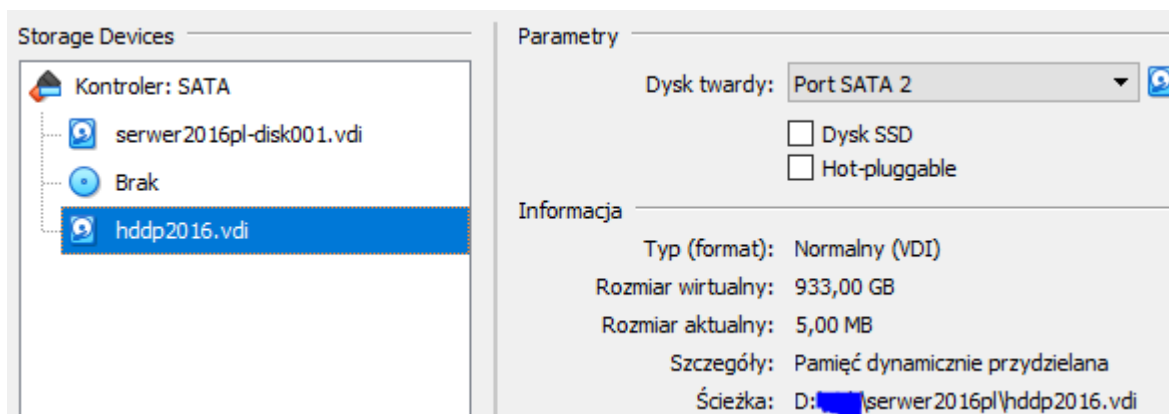 Storage Devices
Kontroler: SATA
serwer2016pl-disk001.vdi
Brak
hddp2016.vdi
Parametry
Dysk twardy: Port SATA 2
Dysk SSD
Hot-pluggable
Informacja
Typ (format): Normalny (VDI)
Rozmiar wirtualny: 933,00 GB
Rozmiar aktualny: 5,00 MB
Szczegóły: Pamięć dynamicznie przydzielana
Ścieżka: D:\serwer2016pl\hddp2016.vdi